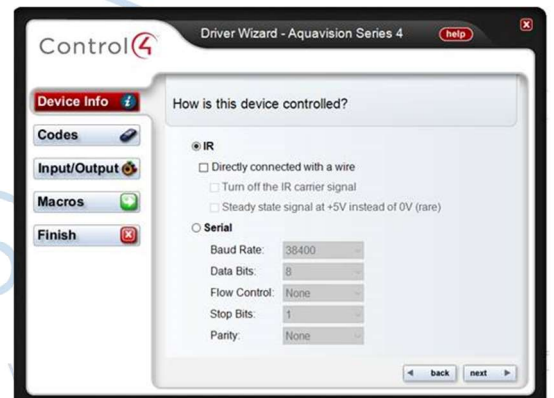 Control4
Driver Wizard - Aquavision Series 4
help
Device Info
Codes
Input/Output
Macros
Finish
How is this device controlled?
IR
Directly connected with a wire
Turn off the IR carrier signal
Steady state signal at +5V instead of 0V (rare)
Serial
Baud Rate: 38400
Data Bits: 8
Flow Control: None
Stop Bits: 1
Parity: None
back next